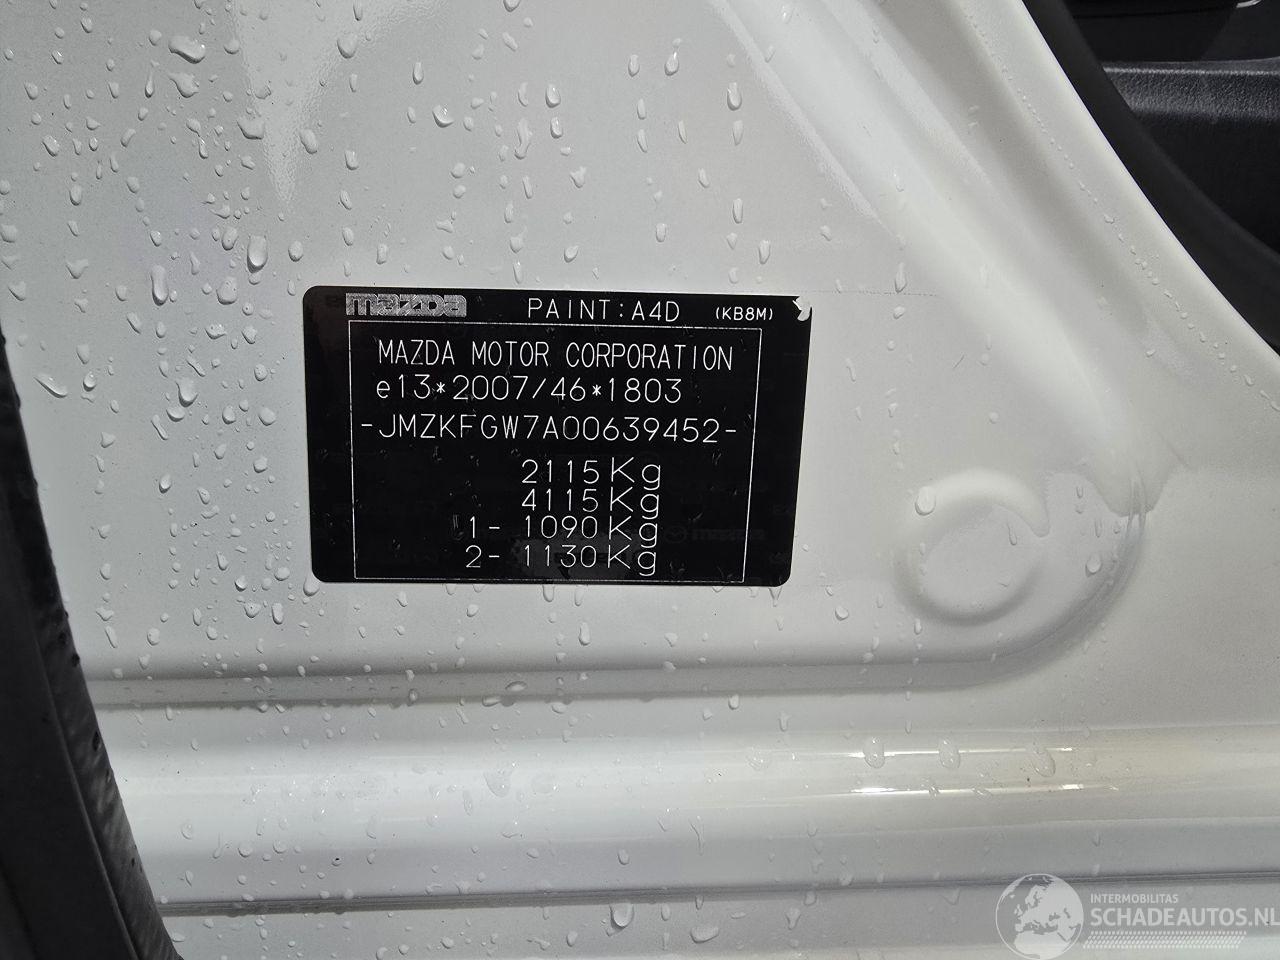 mazda PAINT:A4D (KB8M)
MAZDA MOTOR CORPORATION
e13*2007/46*1803
-JMZKFGW7A00639452-
2115Kg
4115Kg
1- 1090Kg
2- 1130Kg
INTERMOBILITAS
SCHADEAUTOS.NL